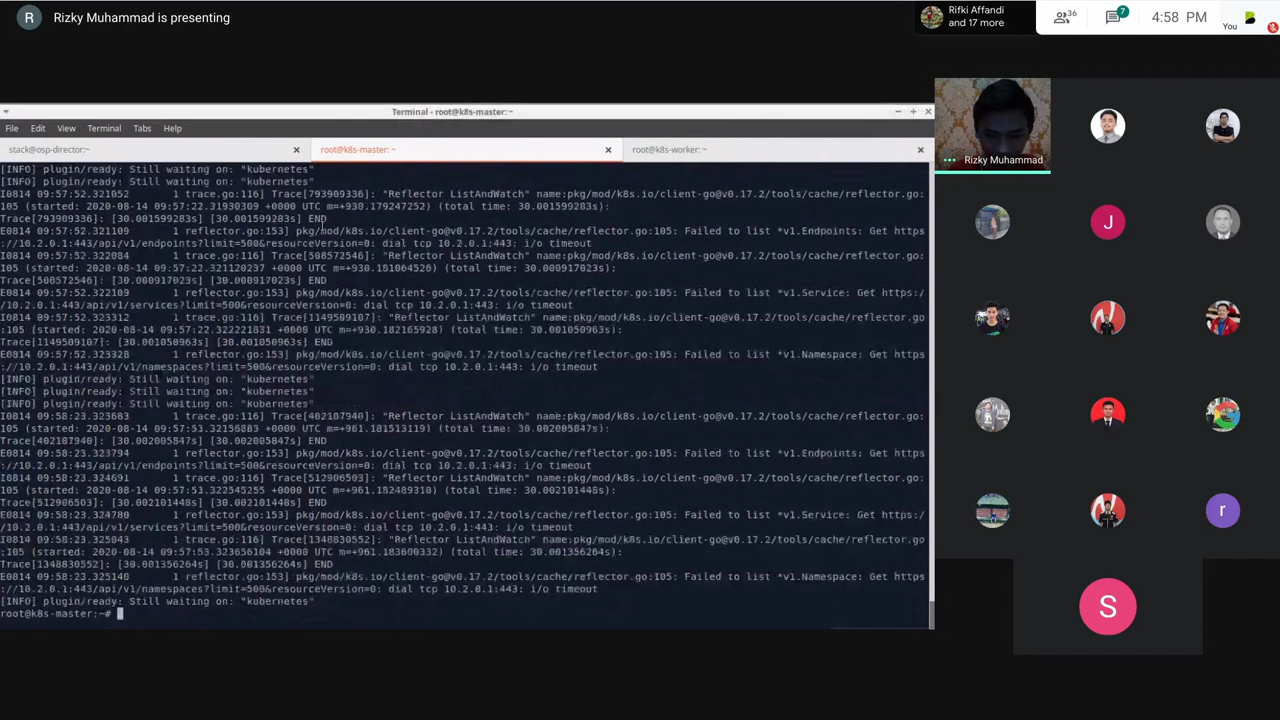 R Rizky Muhammad is presenting
Rifki Affandi
and 17 more
36
7
4:58 PM
You
Terminal - root@k8s-master: ~
File Edit View Terminal Tabs Help
stack@osp-director:~
root@k8s-master: ~
root@k8s-worker: ~
[INFO] plugin/ready: Still waiting on: "kubernetes"
[INFO] plugin/ready: Still waiting on: "kubernetes"
I0814 09:57:52.321052 1 trace.go:116] Trace[793909336]: "Reflector ListAndWatch" name:pkg/mod/k8s.io/client-go@v0.17.2/tools/cache/reflector.go:
105 (started: 2020-08-14 09:57:22.31930309 +0000 UTC m=+930.179247252) (total time: 30.001599283s):
Trace[793909336]: [30.001599283s] [30.001599283s] END
E0814 09:57:52.321109 1 reflector.go:153] pkg/mod/k8s.io/client-go@v0.17.2/tools/cache/reflector.go:105: Failed to list *v1.Endpoints: Get https
://10.2.0.1:443/api/v1/endpoints?limit=500&resourceVersion=0: dial tcp 10.2.0.1:443: i/o timeout
I0814 09:57:52.322084 1 trace.go:116] Trace[508572546]: "Reflector ListAndWatch" name:pkg/mod/k8s.io/client-go@v0.17.2/tools/cache/reflector.go:
105 (started: 2020-08-14 09:57:22.321120237 +0000 UTC m=+930.181064526) (total time: 30.000917023s):
Trace[508572546]: [30.000917023s] [30.000917023s] END
E0814 09:57:52.322109 1 reflector.go:153] pkg/mod/k8s.io/client-go@v0.17.2/tools/cache/reflector.go:105: Failed to list *v1.Service: Get https:/
/10.2.0.1:443/api/v1/services?limit=500&resourceVersion=0: dial tcp 10.2.0.1:443: i/o timeout
I0814 09:57:52.323312 1 trace.go:116] Trace[1149509107]: "Reflector ListAndWatch" name:pkg/mod/k8s.io/client-go@v0.17.2/tools/cache/reflector.go
:105 (started: 2020-08-14 09:57:22.322221831 +0000 UTC m=+930.182165928) (total time: 30.001050963s):
Trace[1149509107]: [30.001050963s] [30.001050963s] END
E0814 09:57:52.323328 1 reflector.go:153] pkg/mod/k8s.io/client-go@v0.17.2/tools/cache/reflector.go:105: Failed to list *v1.Namespace: Get https
://10.2.0.1:443/api/v1/namespaces?limit=500&resourceVersion=0: dial tcp 10.2.0.1:443: i/o timeout
[INFO] plugin/ready: Still waiting on: "kubernetes"
[INFO] plugin/ready: Still waiting on: "kubernetes"
[INFO] plugin/ready: Still waiting on: "kubernetes"
I0814 09:58:23.323683 1 trace.go:116] Trace[402107940]: "Reflector ListAndWatch" name:pkg/mod/k8s.io/client-go@v0.17.2/tools/cache/reflector.go:
105 (started: 2020-08-14 09:57:53.32156883 +0000 UTC m=+961.181513119) (total time: 30.002065847s):
Trace[402107940]: [30.002065847s] [30.002065847s] END
E0814 09:58:23.323794 1 reflector.go:153] pkg/mod/k8s.io/client-go@v0.17.2/tools/cache/reflector.go:105: Failed to list *v1.Endpoints: Get https
://10.2.0.1:443/api/v1/endpoints?limit=500&resourceVersion=0: dial tcp 10.2.0.1:443: i/o timeout
I0814 09:58:23.324691 1 trace.go:116] Trace[512906503]: "Reflector ListAndWatch" name:pkg/mod/k8s.io/client-go@v0.17.2/tools/cache/reflector.go:
105 (started: 2020-08-14 09:57:53.322545255 +0000 UTC m=+961.182489310) (total time: 30.002101448s):
Trace[512906503]: [30.002101448s] [30.002101448s] END
E0814 09:58:23.324780 1 reflector.go:153] pkg/mod/k8s.io/client-go@v0.17.2/tools/cache/reflector.go:105: Failed to list *v1.Service: Get https:/
/10.2.0.1:443/api/v1/services?limit=500&resourceVersion=0: dial tcp 10.2.0.1:443: i/o timeout
I0814 09:58:23.325043 1 trace.go:116] Trace[1348830552]: "Reflector ListAndWatch" name:pkg/mod/k8s.io/client-go@v0.17.2/tools/cache/reflector.go
:105 (started: 2020-08-14 09:57:53.323656104 +0000 UTC m=+961.183600332) (total time: 30.001356264s):
Trace[1348830552]: [30.001356264s] [30.001356264s] END
E0814 09:58:23.325140 1 reflector.go:153] pkg/mod/k8s.io/client-go@v0.17.2/tools/cache/reflector.go:105: Failed to list *v1.Namespace: Get https
://10.2.0.1:443/api/v1/namespaces?limit=500&resourceVersion=0: dial tcp 10.2.0.1:443: i/o timeout
[INFO] plugin/ready: Still waiting on: "kubernetes"
root@k8s-master:~#
Rizky Muhammad
J
r
S